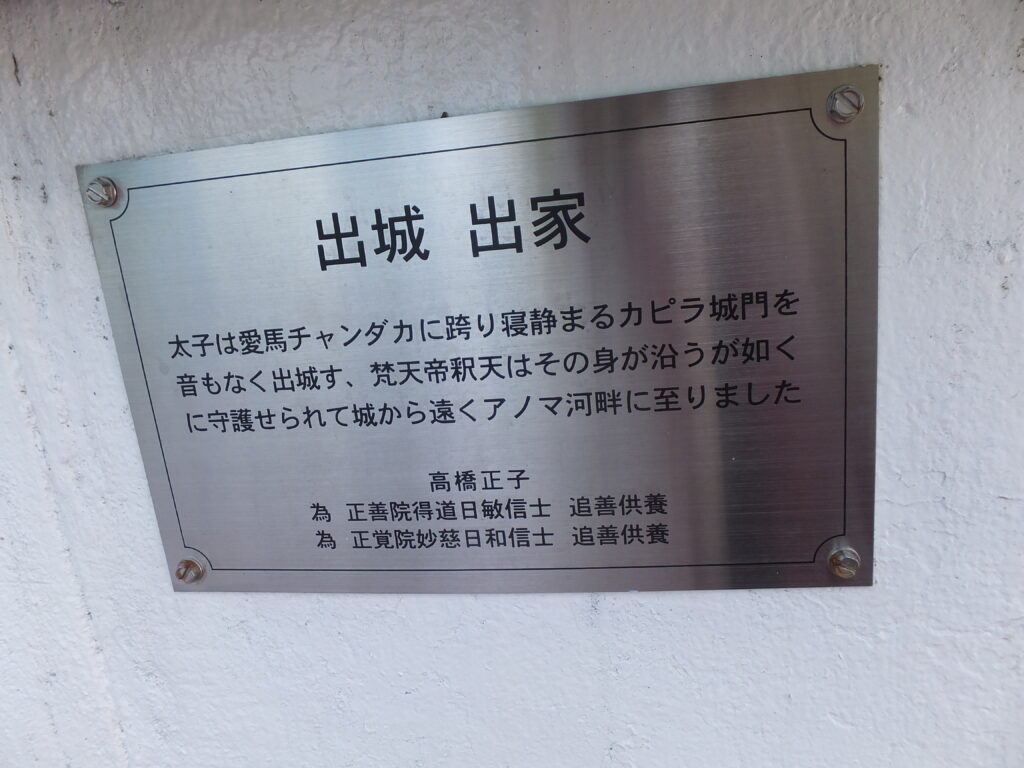 出城 出家
太子は愛馬チャンダカに跨り寝静まるカピラ城門を
音もなく出城す、梵天帝釈天はその身が沿うが如く
に守護せられて城から遠くアノマ河畔に至りました
高橋正子
為 正善院得道日敏信士 追善供養
為 正覚院妙慈日和信士 追善供養